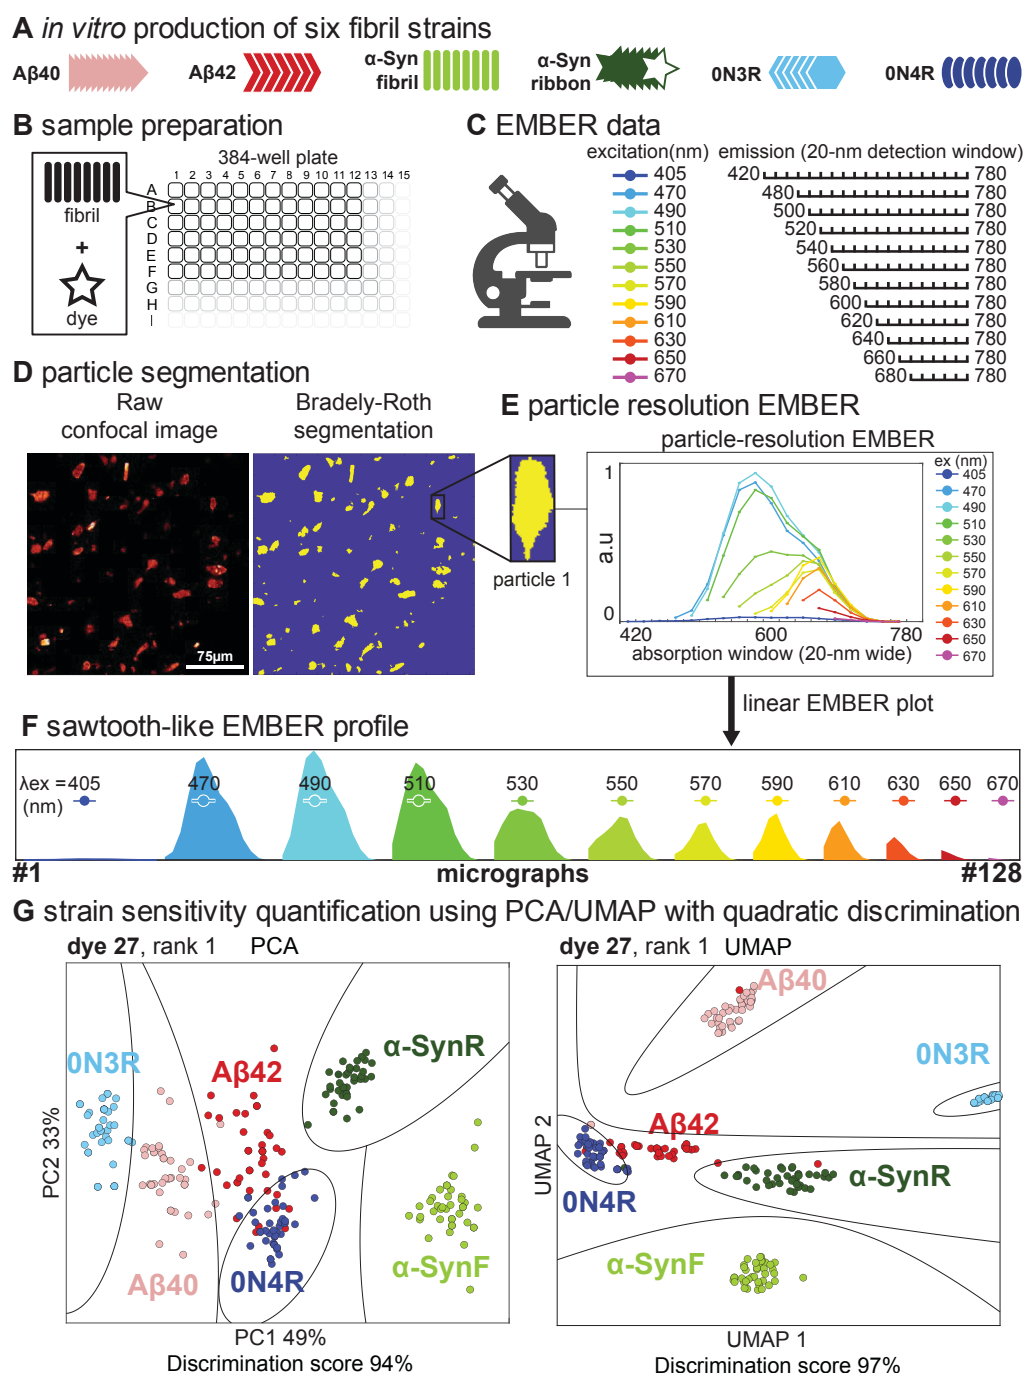 A in vitro production of six fibril strains
Aβ40
Aβ42
α-Syn
fibril
α-Syn
ribbon
0N3R
0N4R
B sample preparation
384-well plate
1 2 3 4 5 6 7 8 9 10 11 12 13 14 15
A
B
C
D
E
F
G
H
I
fibril
+
dye
C EMBER data
excitation(nm) emission (20-nm detection window)
405 420 780
470 480 780
490 500 780
510 520 780
530 540 780
550 560 780
570 580 780
590 600 780
610 620 780
630 640 780
650 660 780
670 680 780
D particle segmentation
Raw
confocal image
Bradely-Roth
segmentation
75µm
particle 1
E particle resolution EMBER
particle-resolution EMBER
1
a.u
0
420 600 780
absorption window (20-nm wide)
ex (nm)
405
470
490
510
530
550
570
590
610
630
650
670
linear EMBER plot
F sawtooth-like EMBER profile
λex = 405 470 490 510 530 550 570 590 610 630 650 670
(nm)
#1 micrographs #128
G strain sensitivity quantification using PCA/UMAP with quadratic discrimination
dye 27, rank 1 PCA
0N3R
Aβ42
α-SynR
Aβ40
0N4R
α-SynF
PC2 33%
PC1 49%
Discrimination score 94%
dye 27, rank 1 UMAP
Aβ40
0N3R
Aβ42
0N4R
α-SynR
α-SynF
UMAP 2
UMAP 1
Discrimination score 97%